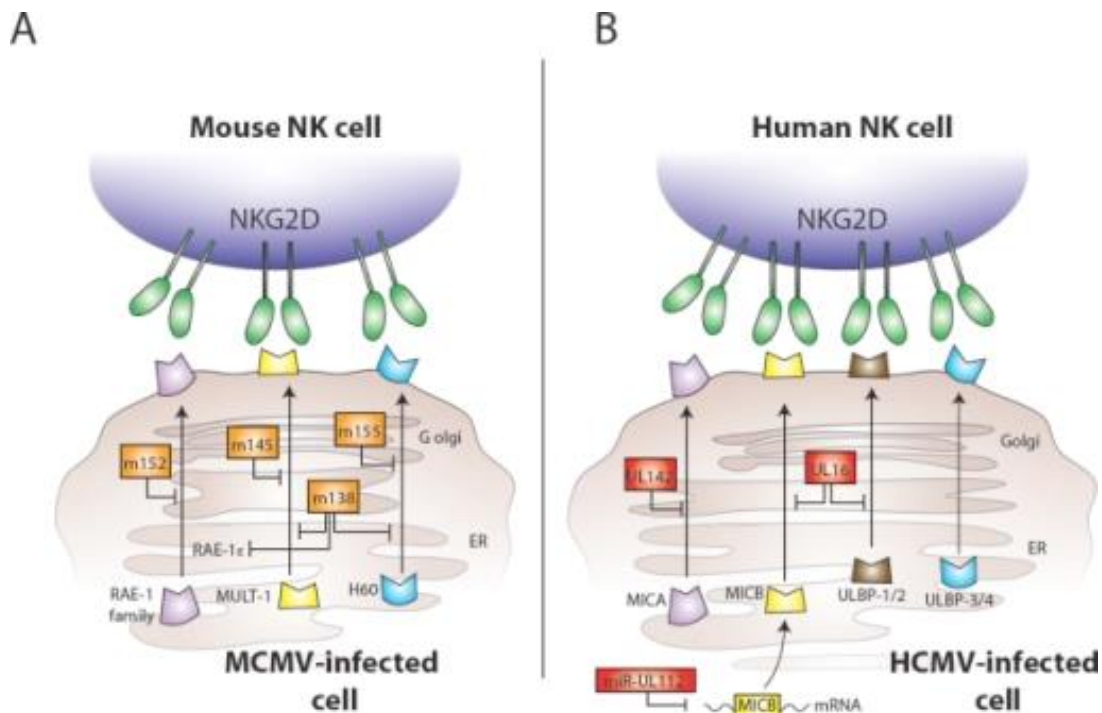 A
Mouse NK cell
NKG2D
m152
m145
m155
m138
G olgi
RAE-1ε
ER
RAE-1
family
MULT-1
H60
MCMV-infected
cell
B
Human NK cell
NKG2D
UL142
UL16
Golgi
ER
MICA
MICB
ULBP-1/2
ULBP-3/4
miR-UL112
MICB
mRNA
HCMV-infected
cell